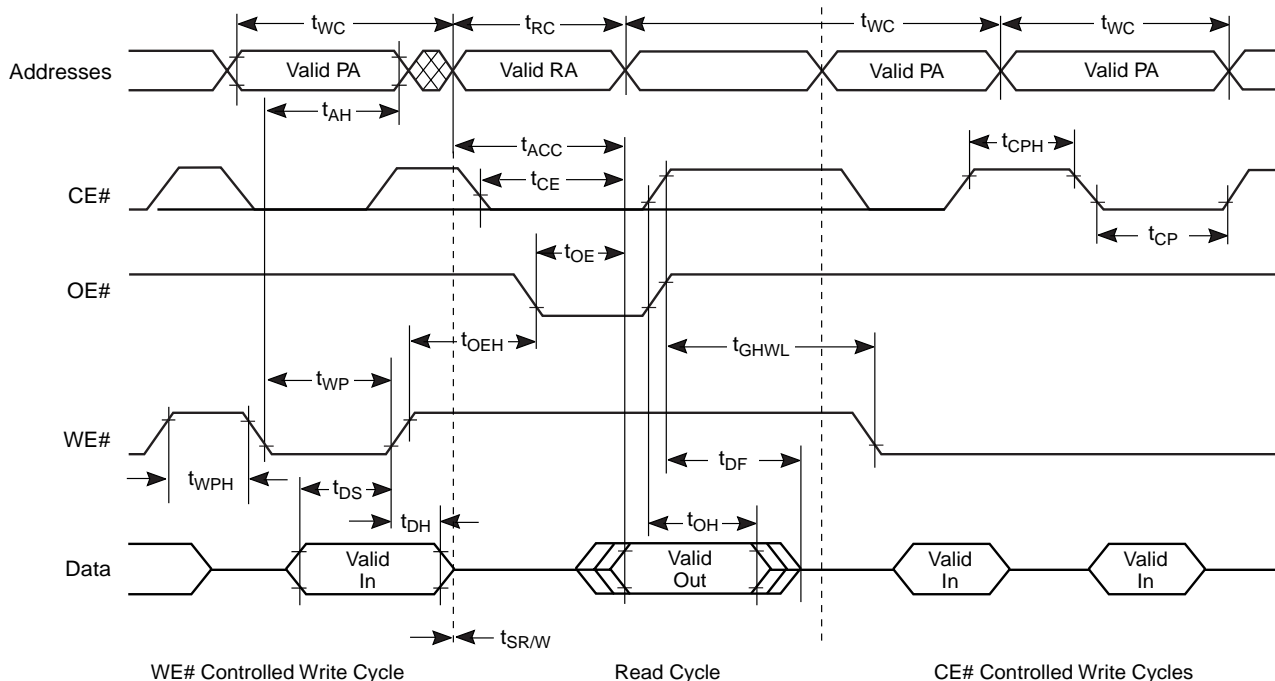 tWC tRC tWC tWC
Addresses Valid PA Valid RA Valid PA Valid PA
tAH
tACC tCPH
CE# tCE
tOE tCP
OE#
tOEH tGHWL
tWP
WE#
tWPH tDS tDF
tDH tOH
Data Valid In Valid Out Valid In Valid In
tSR/W
WE# Controlled Write Cycle Read Cycle CE# Controlled Write Cycles